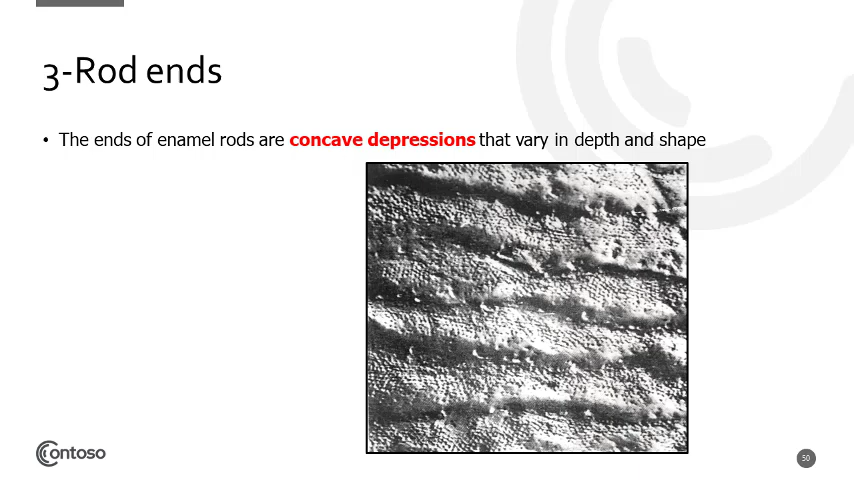 3-Rod ends
• The ends of enamel rods are concave depressions that vary in depth and shape
Contoso
50